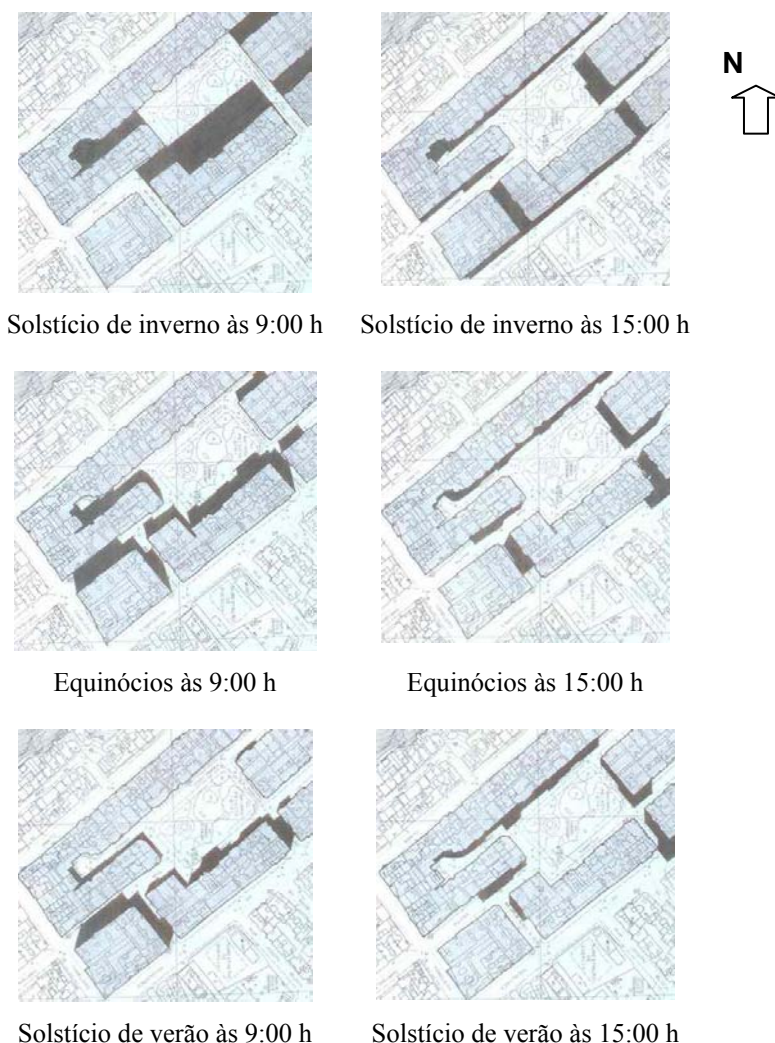 N
Solstício de inverno às 9:00 h Solstício de inverno às 15:00 h
Equinócios às 9:00 h Equinócios às 15:00 h
Solstício de verão às 9:00 h Solstício de verão às 15:00 h